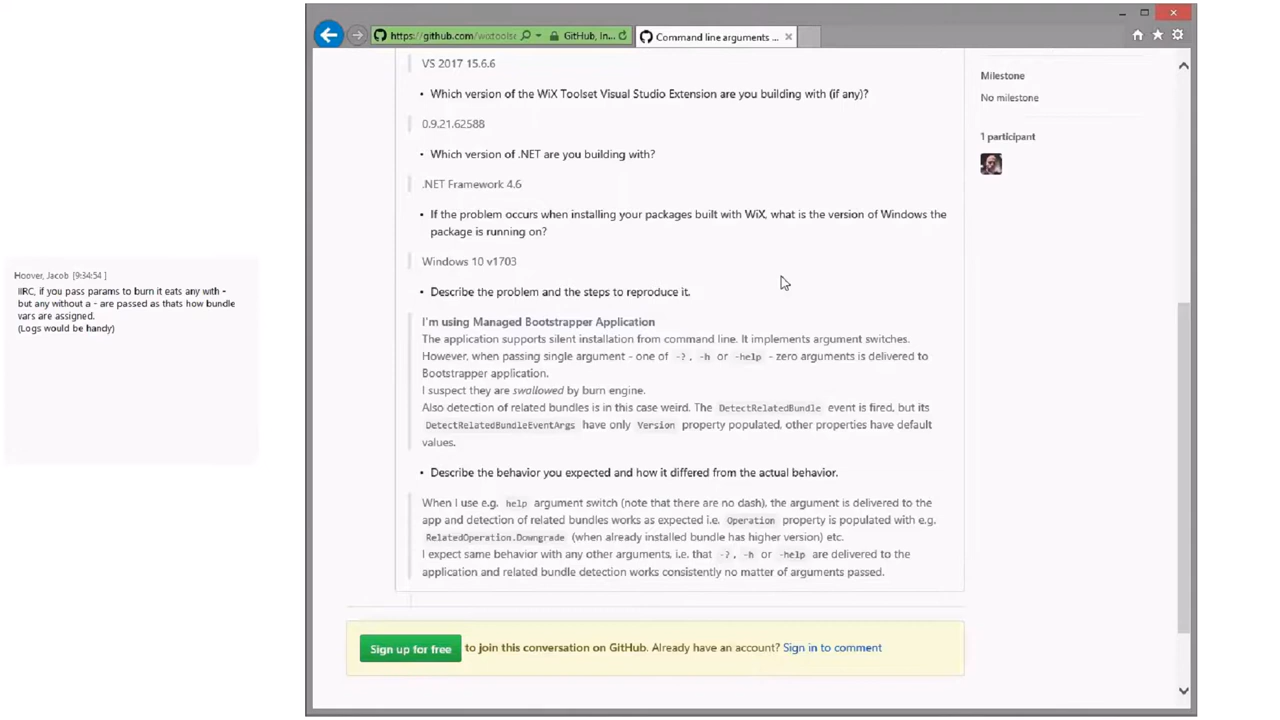 https://github.com/wixtoolse
GitHub, In...
Command line arguments ...
VS 2017 15.6.6
• Which version of the WiX Toolset Visual Studio Extension are you building with (if any)?
0.9.21.62588
• Which version of .NET are you building with?
.NET Framework 4.6
• If the problem occurs when installing your packages built with WiX, what is the version of Windows the
package is running on?
Windows 10 v1703
• Describe the problem and the steps to reproduce it.
I'm using Managed Bootstrapper Application
The application supports silent installation from command line. It implements argument switches.
However, when passing single argument - one of -?, -h or -help - zero arguments is delivered to
Bootstrapper application.
I suspect they are swallowed by burn engine.
Also detection of related bundles is in this case weird. The DetectRelatedBundle event is fired, but its
DetectRelatedBundleEventArgs have only Version property populated, other properties have default
values.
• Describe the behavior you expected and how it differed from the actual behavior.
When I use e.g. help argument switch (note that there are no dash), the argument is delivered to the
app and detection of related bundles works as expected i.e. Operation property is populated with e.g.
RelatedOperation.Downgrade (when already installed bundle has higher version) etc.
I expect same behavior with any other arguments, i.e. that -?, -h or -help are delivered to the
application and related bundle detection works consistently no matter of arguments passed.
Sign up for free to join this conversation on GitHub. Already have an account? Sign in to comment
Milestone
No milestone
1 participant
Hoover, Jacob [9:34:54 ]
IIRC, if you pass params to burn it eats any with -
but any without a - are passed as thats how bundle
vars are assigned.
(Logs would be handy)